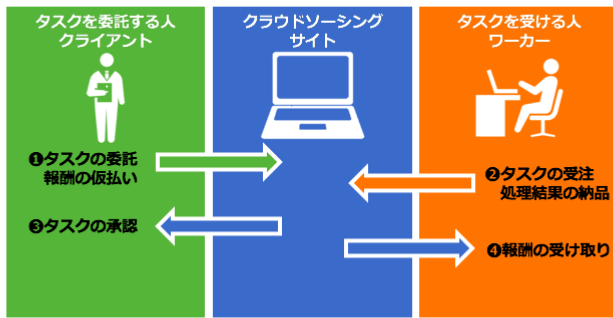 タスクを委託する人
クライアント
クラウドソーシング
サイト
タスクを受ける人
ワーカー
❶タスクの委託
報酬の仮払い
❷タスクの受注
処理結果の納品
❸タスクの承認
❹報酬の受け取り